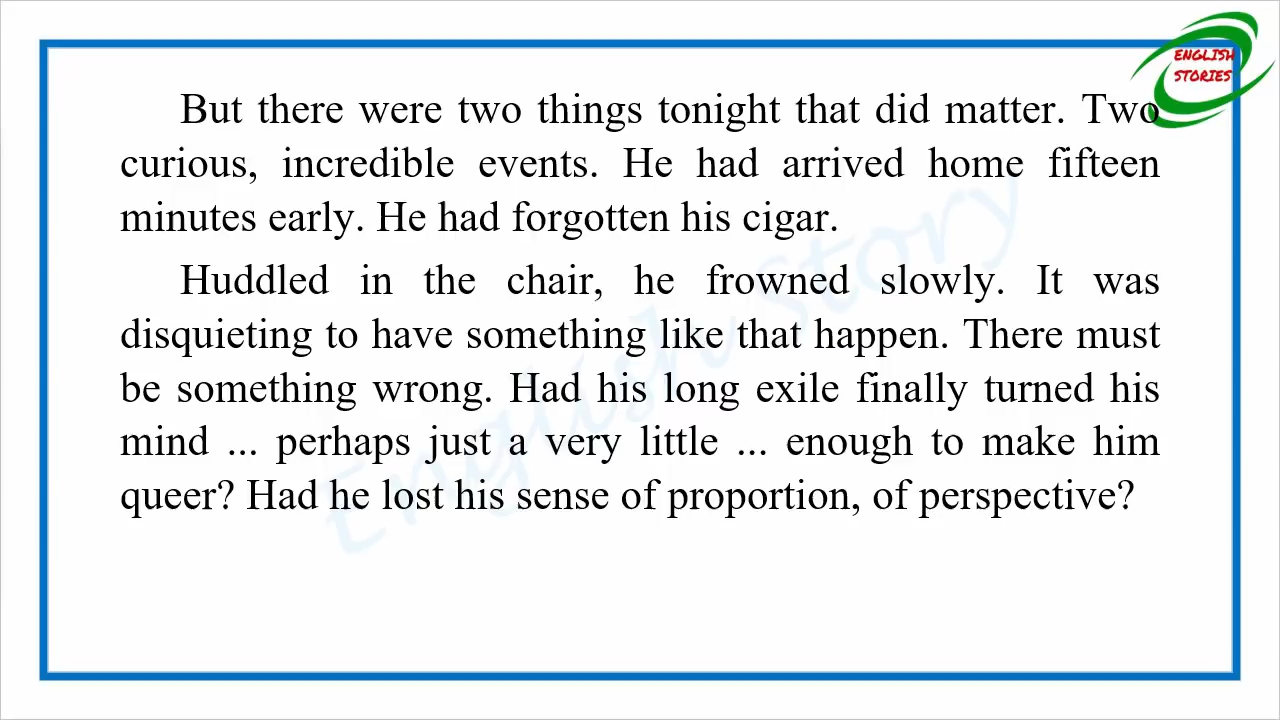 ENGLISH
STORIES
But there were two things tonight that did matter. Two
curious, incredible events. He had arrived home fifteen
minutes early. He had forgotten his cigar.
Huddled in the chair, he frowned slowly. It was
disquieting to have something like that happen. There must
be something wrong. Had his long exile finally turned his
mind ... perhaps just a very little ... enough to make him
queer? Had he lost his sense of proportion, of perspective?
English Story